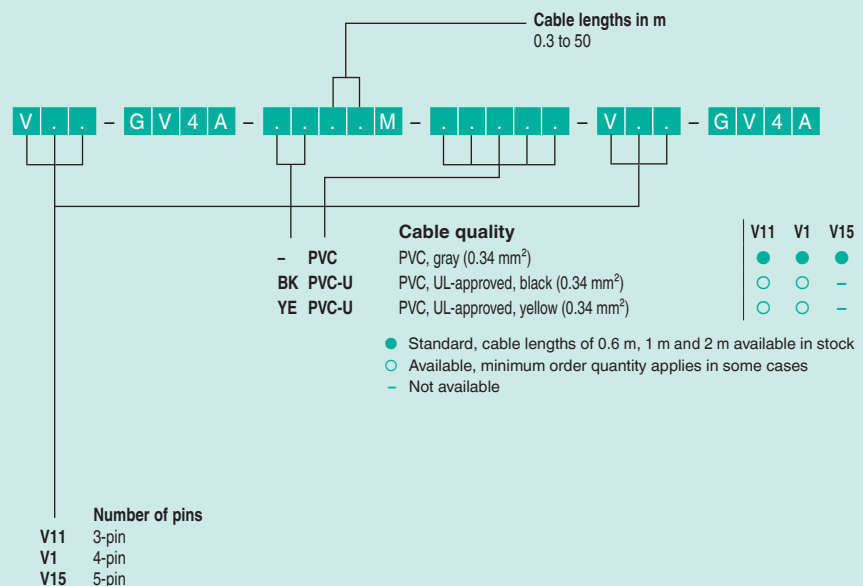 Cable lengths in m
0.3 to 50
V . . – G V 4 A – . . . . M – . . . . . – V . . – G V 4 A
Cable quality V11 V1 V15
– PVC PVC, gray (0.34 mm²) ● ● ●
BK PVC-U PVC, UL-approved, black (0.34 mm²) ○ ○ –
YE PVC-U PVC, UL-approved, yellow (0.34 mm²) ○ ○ –
● Standard, cable lengths of 0.6 m, 1 m and 2 m available in stock
○ Available, minimum order quantity applies in some cases
– Not available
Number of pins
V11 3-pin
V1 4-pin
V15 5-pin